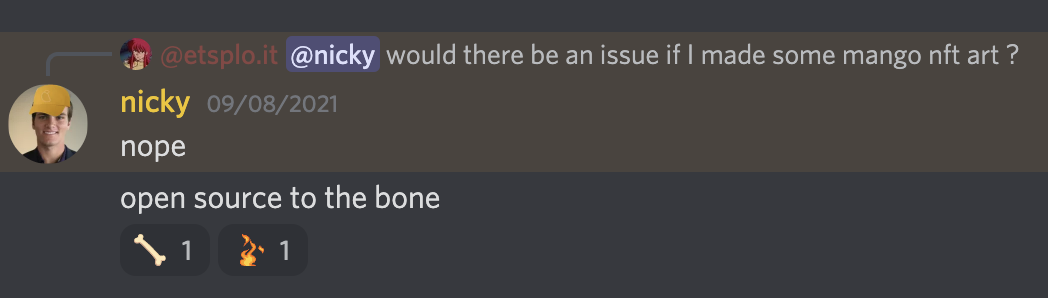 @etsplo.it @nicky would there be an issue if I made some mango nft art ?
nicky 09/08/2021
nope
open source to the bone
1 1